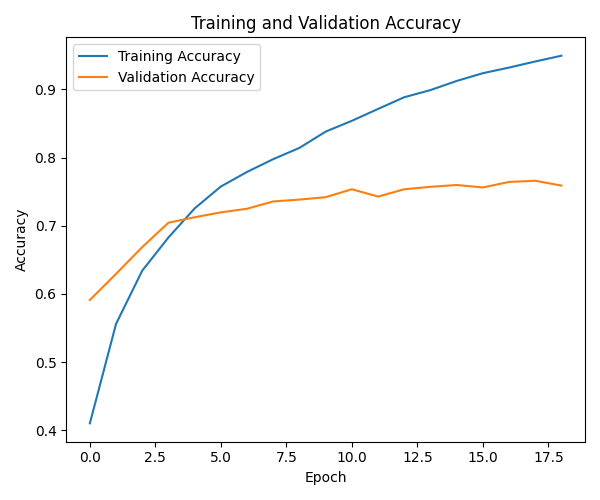 Training and Validation Accuracy
Training Accuracy
Validation Accuracy
0.9
0.8
0.7
0.6
0.5
0.4
Accuracy
0.0 2.5 5.0 7.5 10.0 12.5 15.0 17.5
Epoch